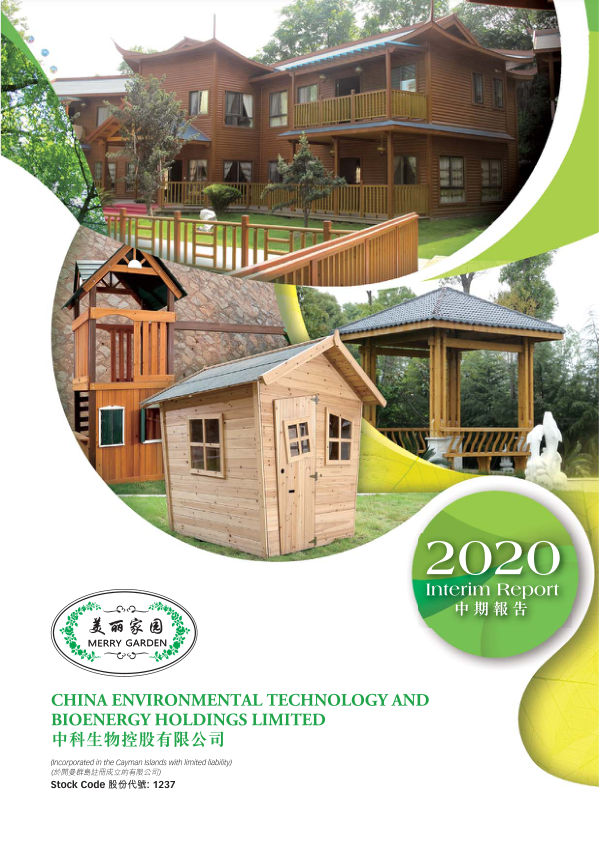 2020
Interim Report
中期報告
美丽家园
MERRY GARDEN
CHINA ENVIRONMENTAL TECHNOLOGY AND
BIOENERGY HOLDINGS LIMITED
中科生物控股有限公司
(Incorporated in the Cayman Islands with limited liability)
(於開曼群島註冊成立的有限公司)
Stock Code 股份代號: 1237